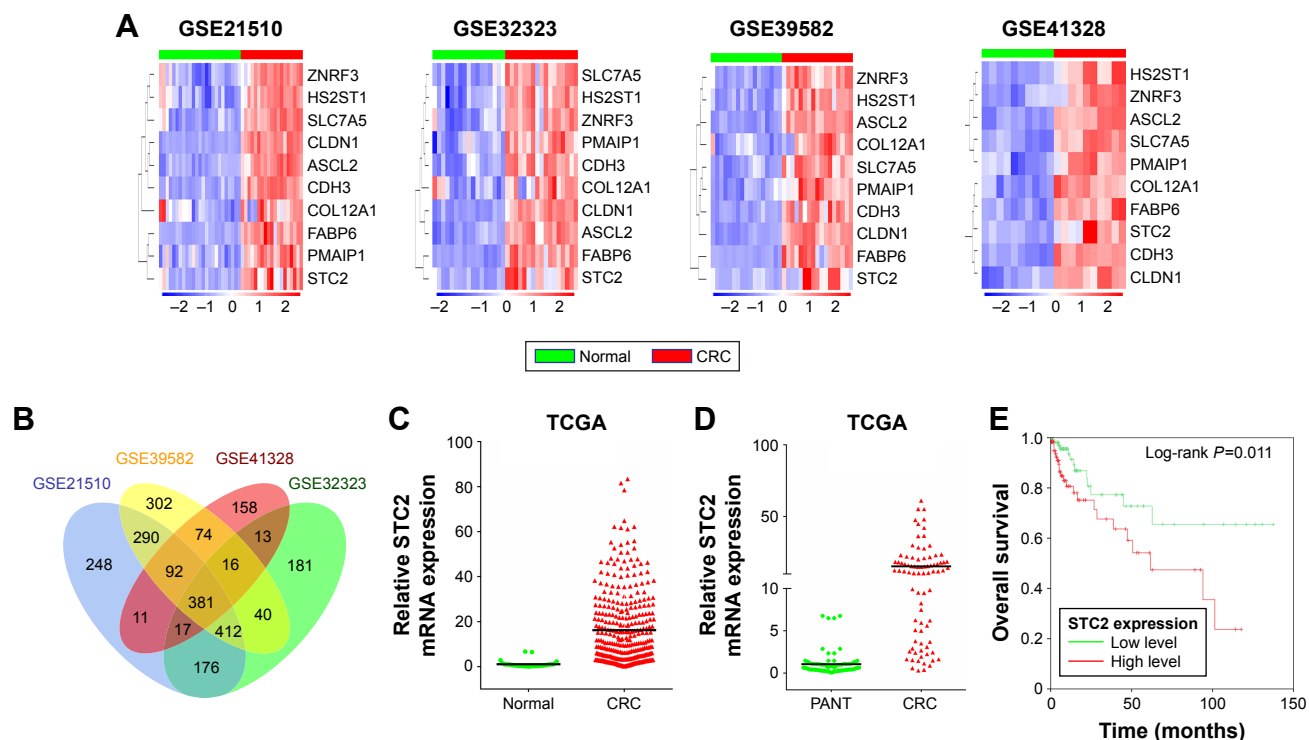 A
GSE21510
GSE32323
GSE39582
GSE41328
ZNRF3
HS2ST1
SLC7A5
CLDN1
ASCL2
CDH3
COL12A1
FABP6
PMAIP1
STC2
–2 –1 0 1 2
SLC7A5
HS2ST1
ZNRF3
PMAIP1
CDH3
COL12A1
CLDN1
ASCL2
FABP6
STC2
–2 –1 0 1 2
ZNRF3
HS2ST1
ASCL2
COL12A1
SLC7A5
PMAIP1
CDH3
CLDN1
FABP6
STC2
–2 –1 0 1 2
HS2ST1
ZNRF3
ASCL2
SLC7A5
PMAIP1
COL12A1
FABP6
STC2
CDH3
CLDN1
–2 –1 0 1 2
Normal CRC
B
GSE39582 GSE41328
GSE21510 GSE32323
302 158
290 74 13
248 92 16 181
381
11 17 412 40
176
C
TCGA
Relative STC2
mRNA expression
100
80
60
40
20
0
Normal CRC
D
TCGA
Relative STC2
mRNA expression
100
50
10
5
0
PANT CRC
E
Log-rank P=0.011
Overall survival
1.0
0.8
0.6
0.4
0.2
0
STC2 expression
Low level
High level
0 50 100 150
Time (months)